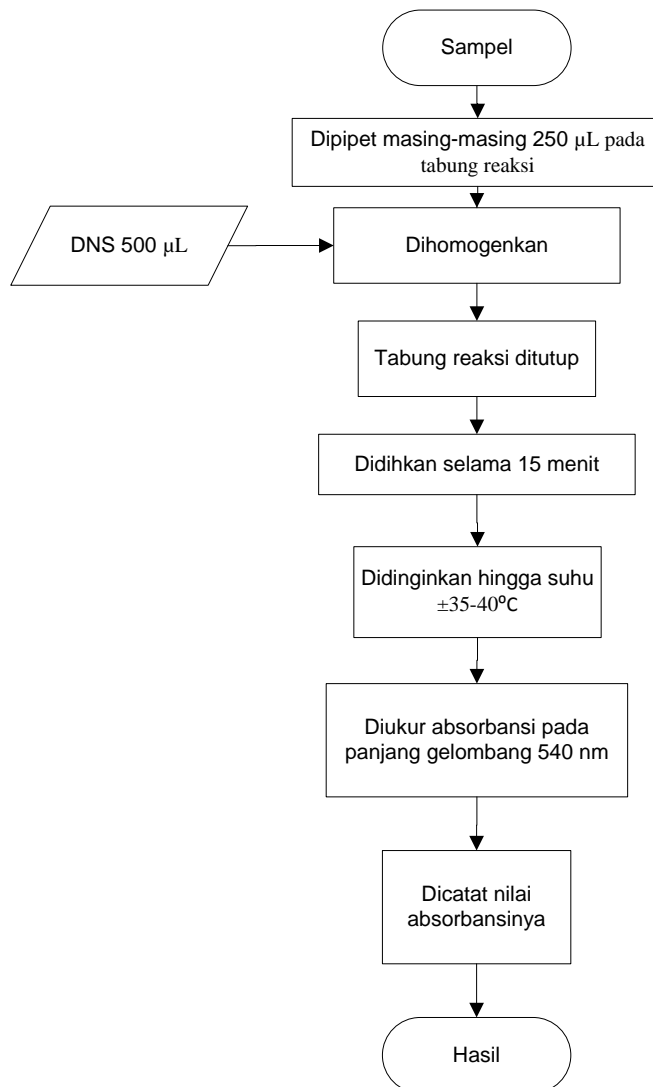 Sampel
Dipipet masing-masing 250 µL pada
tabung reaksi
DNS 500 µL
Dihomogenkan
Tabung reaksi ditutup
Didihkan selama 15 menit
Didinginkan hingga suhu
±35-40⁰C
Diukur absorbansi pada
panjang gelombang 540 nm
Dicatat nilai
absorbansinya
Hasil